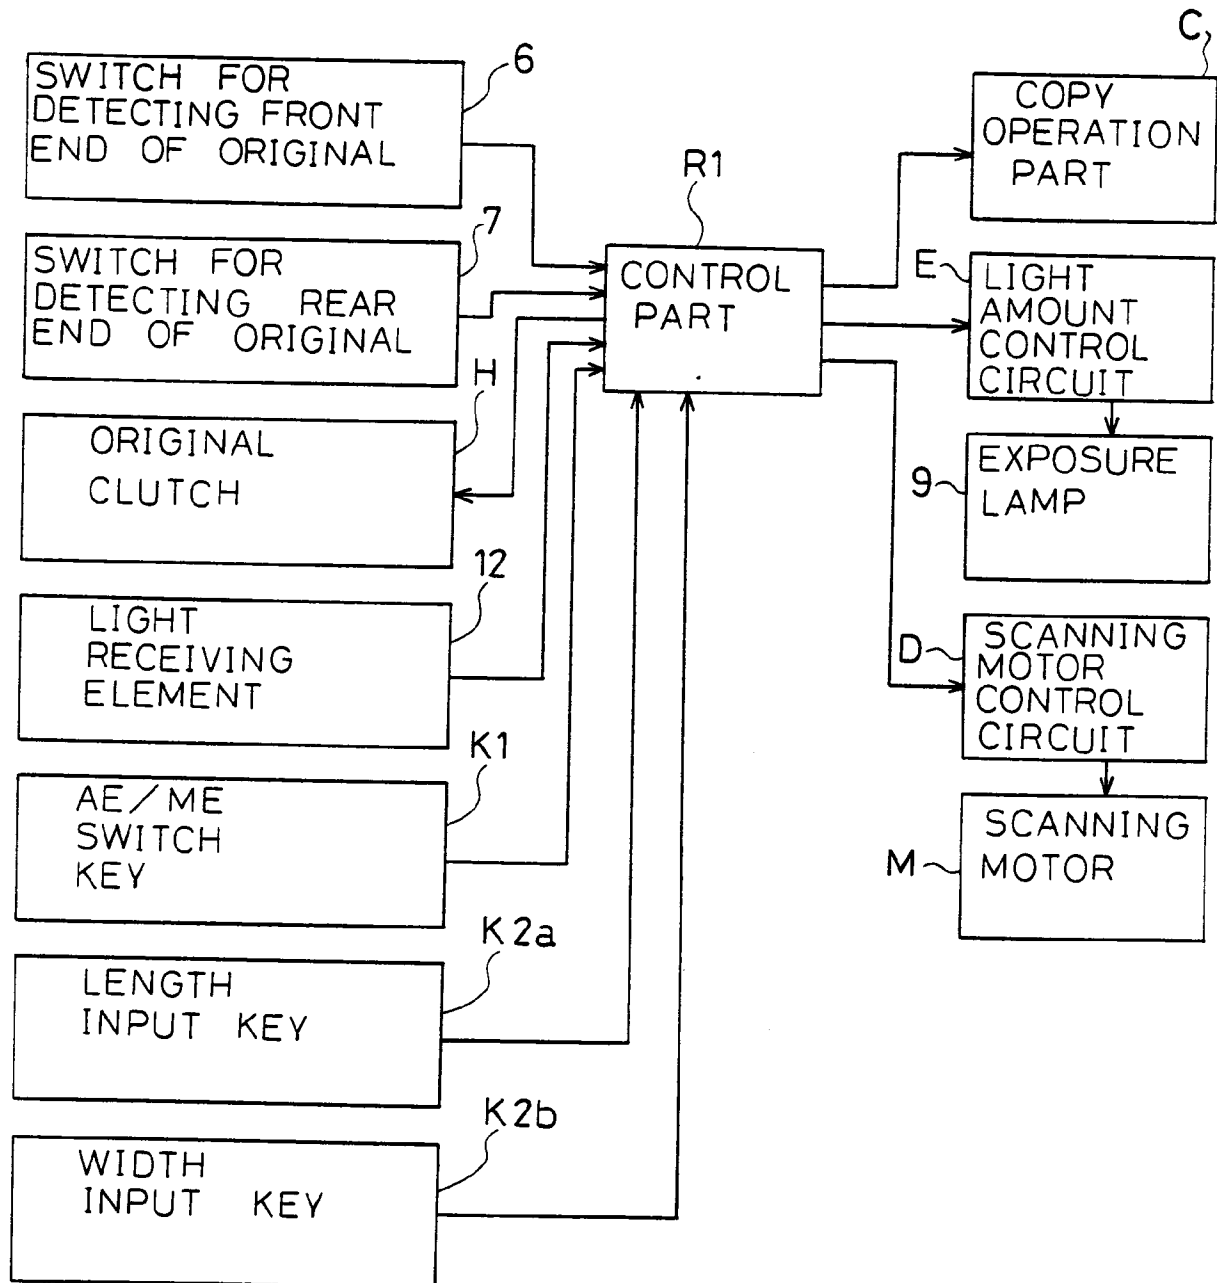 6
SWITCH FOR
DETECTING FRONT
END OF ORIGINAL
7
SWITCH FOR
DETECTING REAR
END OF ORIGINAL
H
ORIGINAL
CLUTCH
12
LIGHT
RECEIVING
ELEMENT
K1
AE/ME
SWITCH
KEY
K2a
LENGTH
INPUT KEY
K2b
WIDTH
INPUT KEY
R1
CONTROL
PART
C
COPY
OPERATION
PART
E
LIGHT
AMOUNT
CONTROL
CIRCUIT
9
EXPOSURE
LAMP
D
SCANNING
MOTOR
CONTROL
CIRCUIT
M
SCANNING
MOTOR